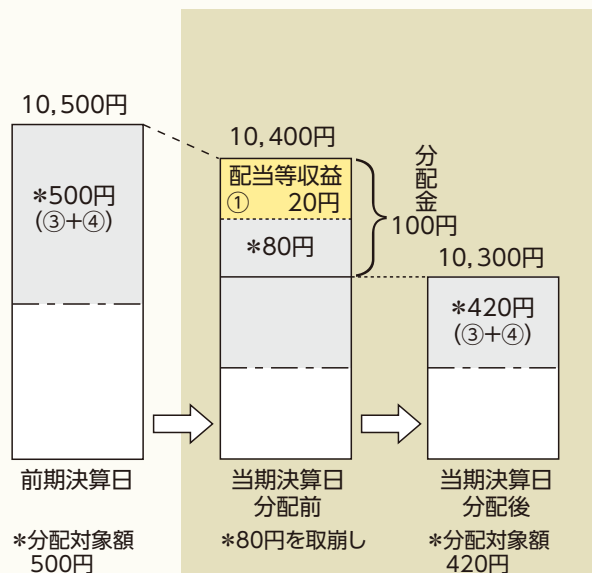 10,500円
*500円
(③+④)
前期決算日
*分配対象額
500円
10,400円
配当等収益
① 20円
*80円
分配金
100円
当期決算日
分配前
*80円を取崩し
10,300円
*420円
(③+④)
当期決算日
分配後
*分配対象額
420円